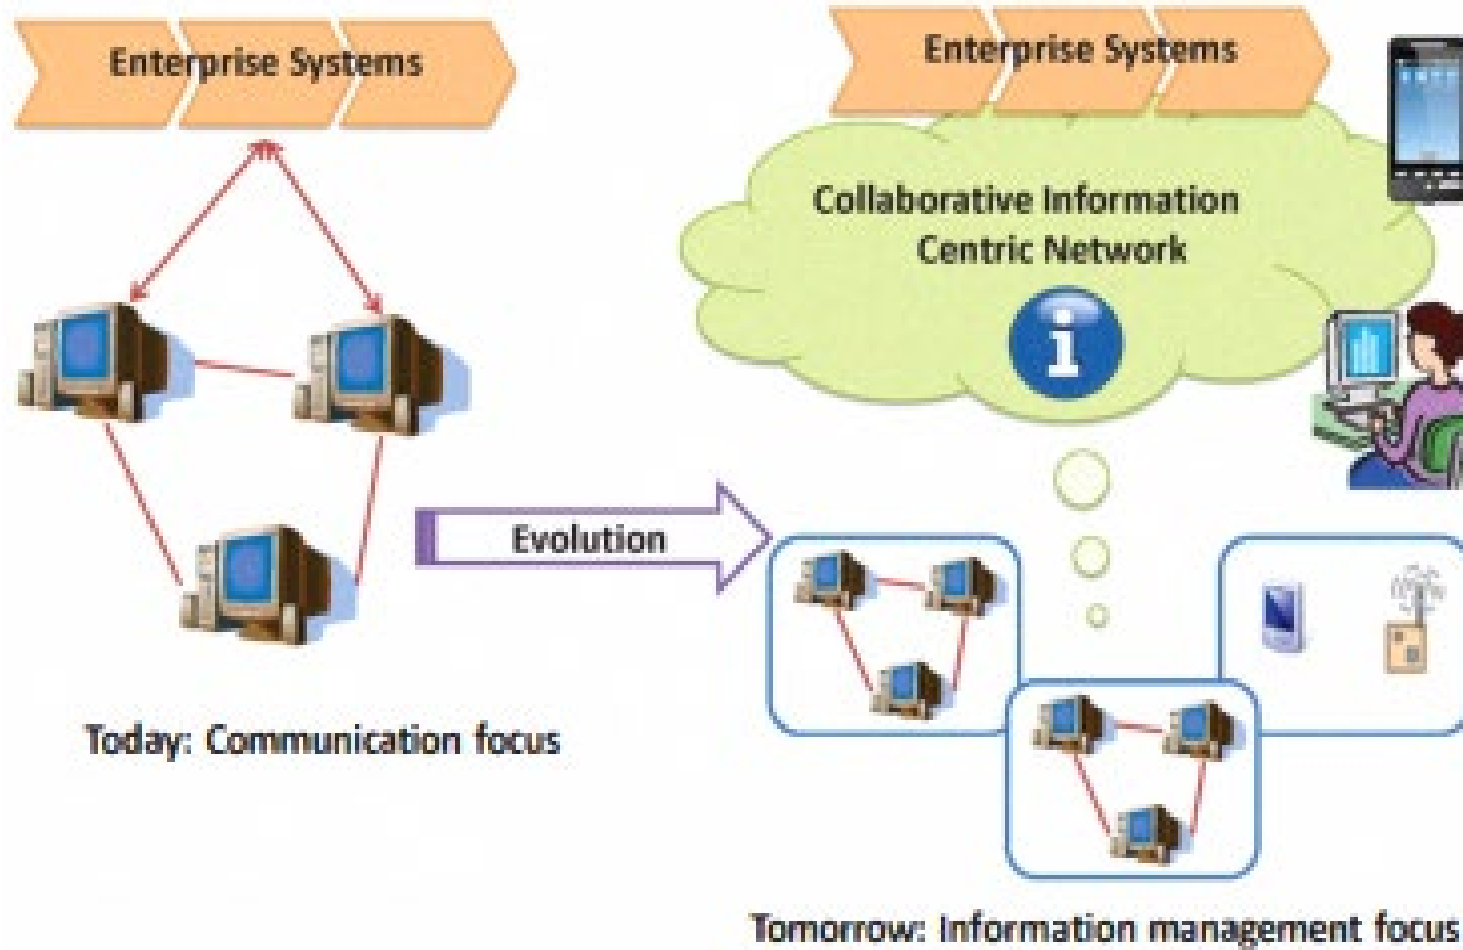 Enterprise Systems
Enterprise Systems
Collaborative Information
Centric Network
i
Evolution
Today: Communication focus
Tomorrow: Information management focus